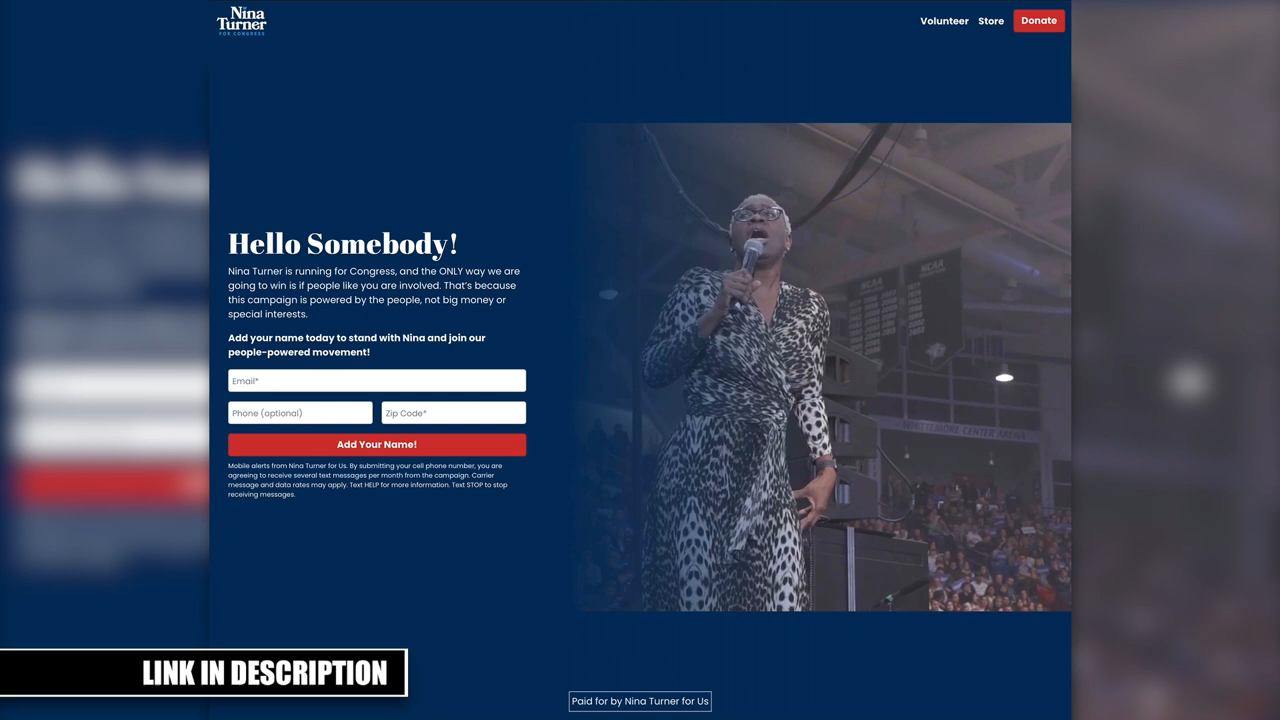 Nina
Turner
FOR CONGRESS
Volunteer Store Donate
Hello Somebody!
Nina Turner is running for Congress, and the ONLY way we are
going to win is if people like you are involved. That's because
this campaign is powered by the people, not big money or
special interests.
Add your name today to stand with Nina and join our
people-powered movement!
Email*
Phone (optional) Zip Code*
Add Your Name!
Mobile alerts from Nina Turner for Us. By submitting your cell phone number, you are
agreeing to receive several text messages per month from the campaign. Carrier
message and data rates may apply. Text HELP for more information. Text STOP to stop
receiving messages.
NCAA
NCAA
WHITTEMORE CENTER ARENA
LINK IN DESCRIPTION
Paid for by Nina Turner for Us